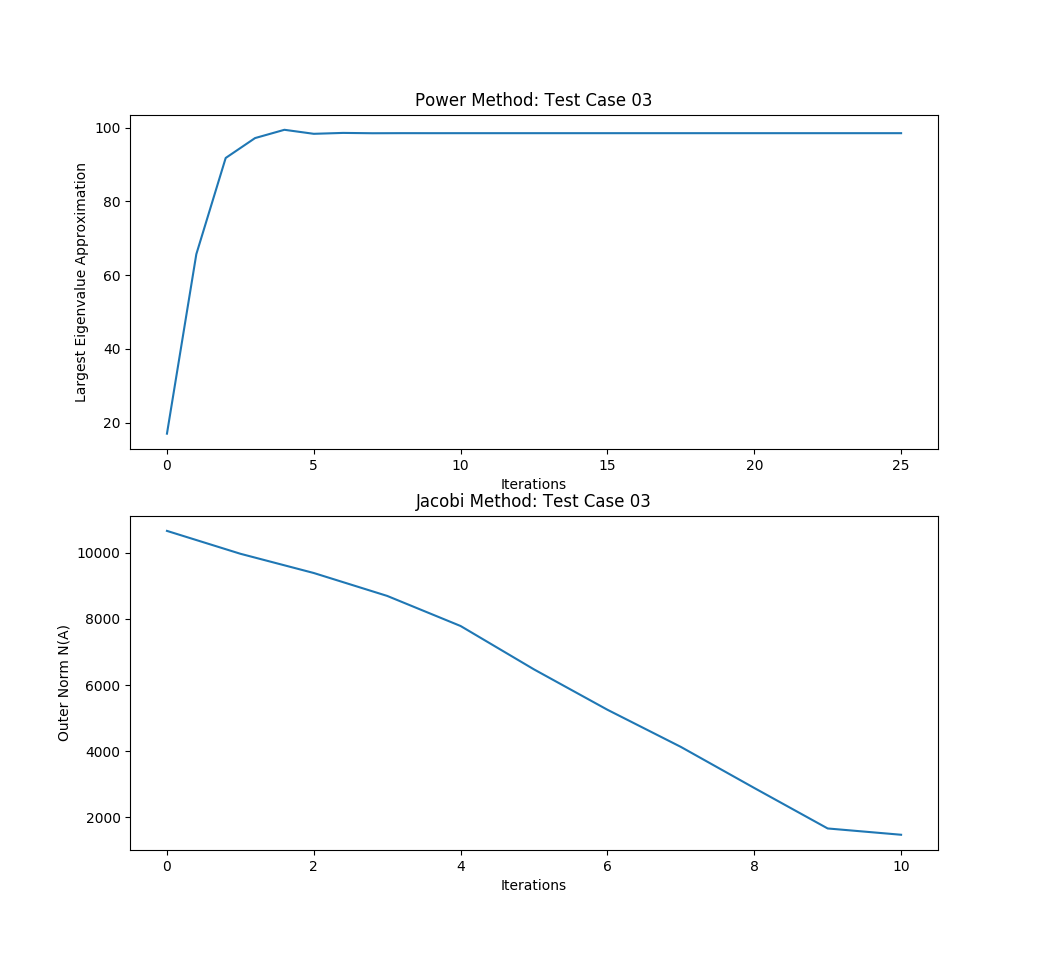 Power Method: Test Case 03
Largest Eigenvalue Approximation
100
80
60
40
20
0 5 10 15 20 25
Iterations
Jacobi Method: Test Case 03
Outer Norm N(A)
10000
8000
6000
4000
2000
0 2 4 6 8 10
Iterations